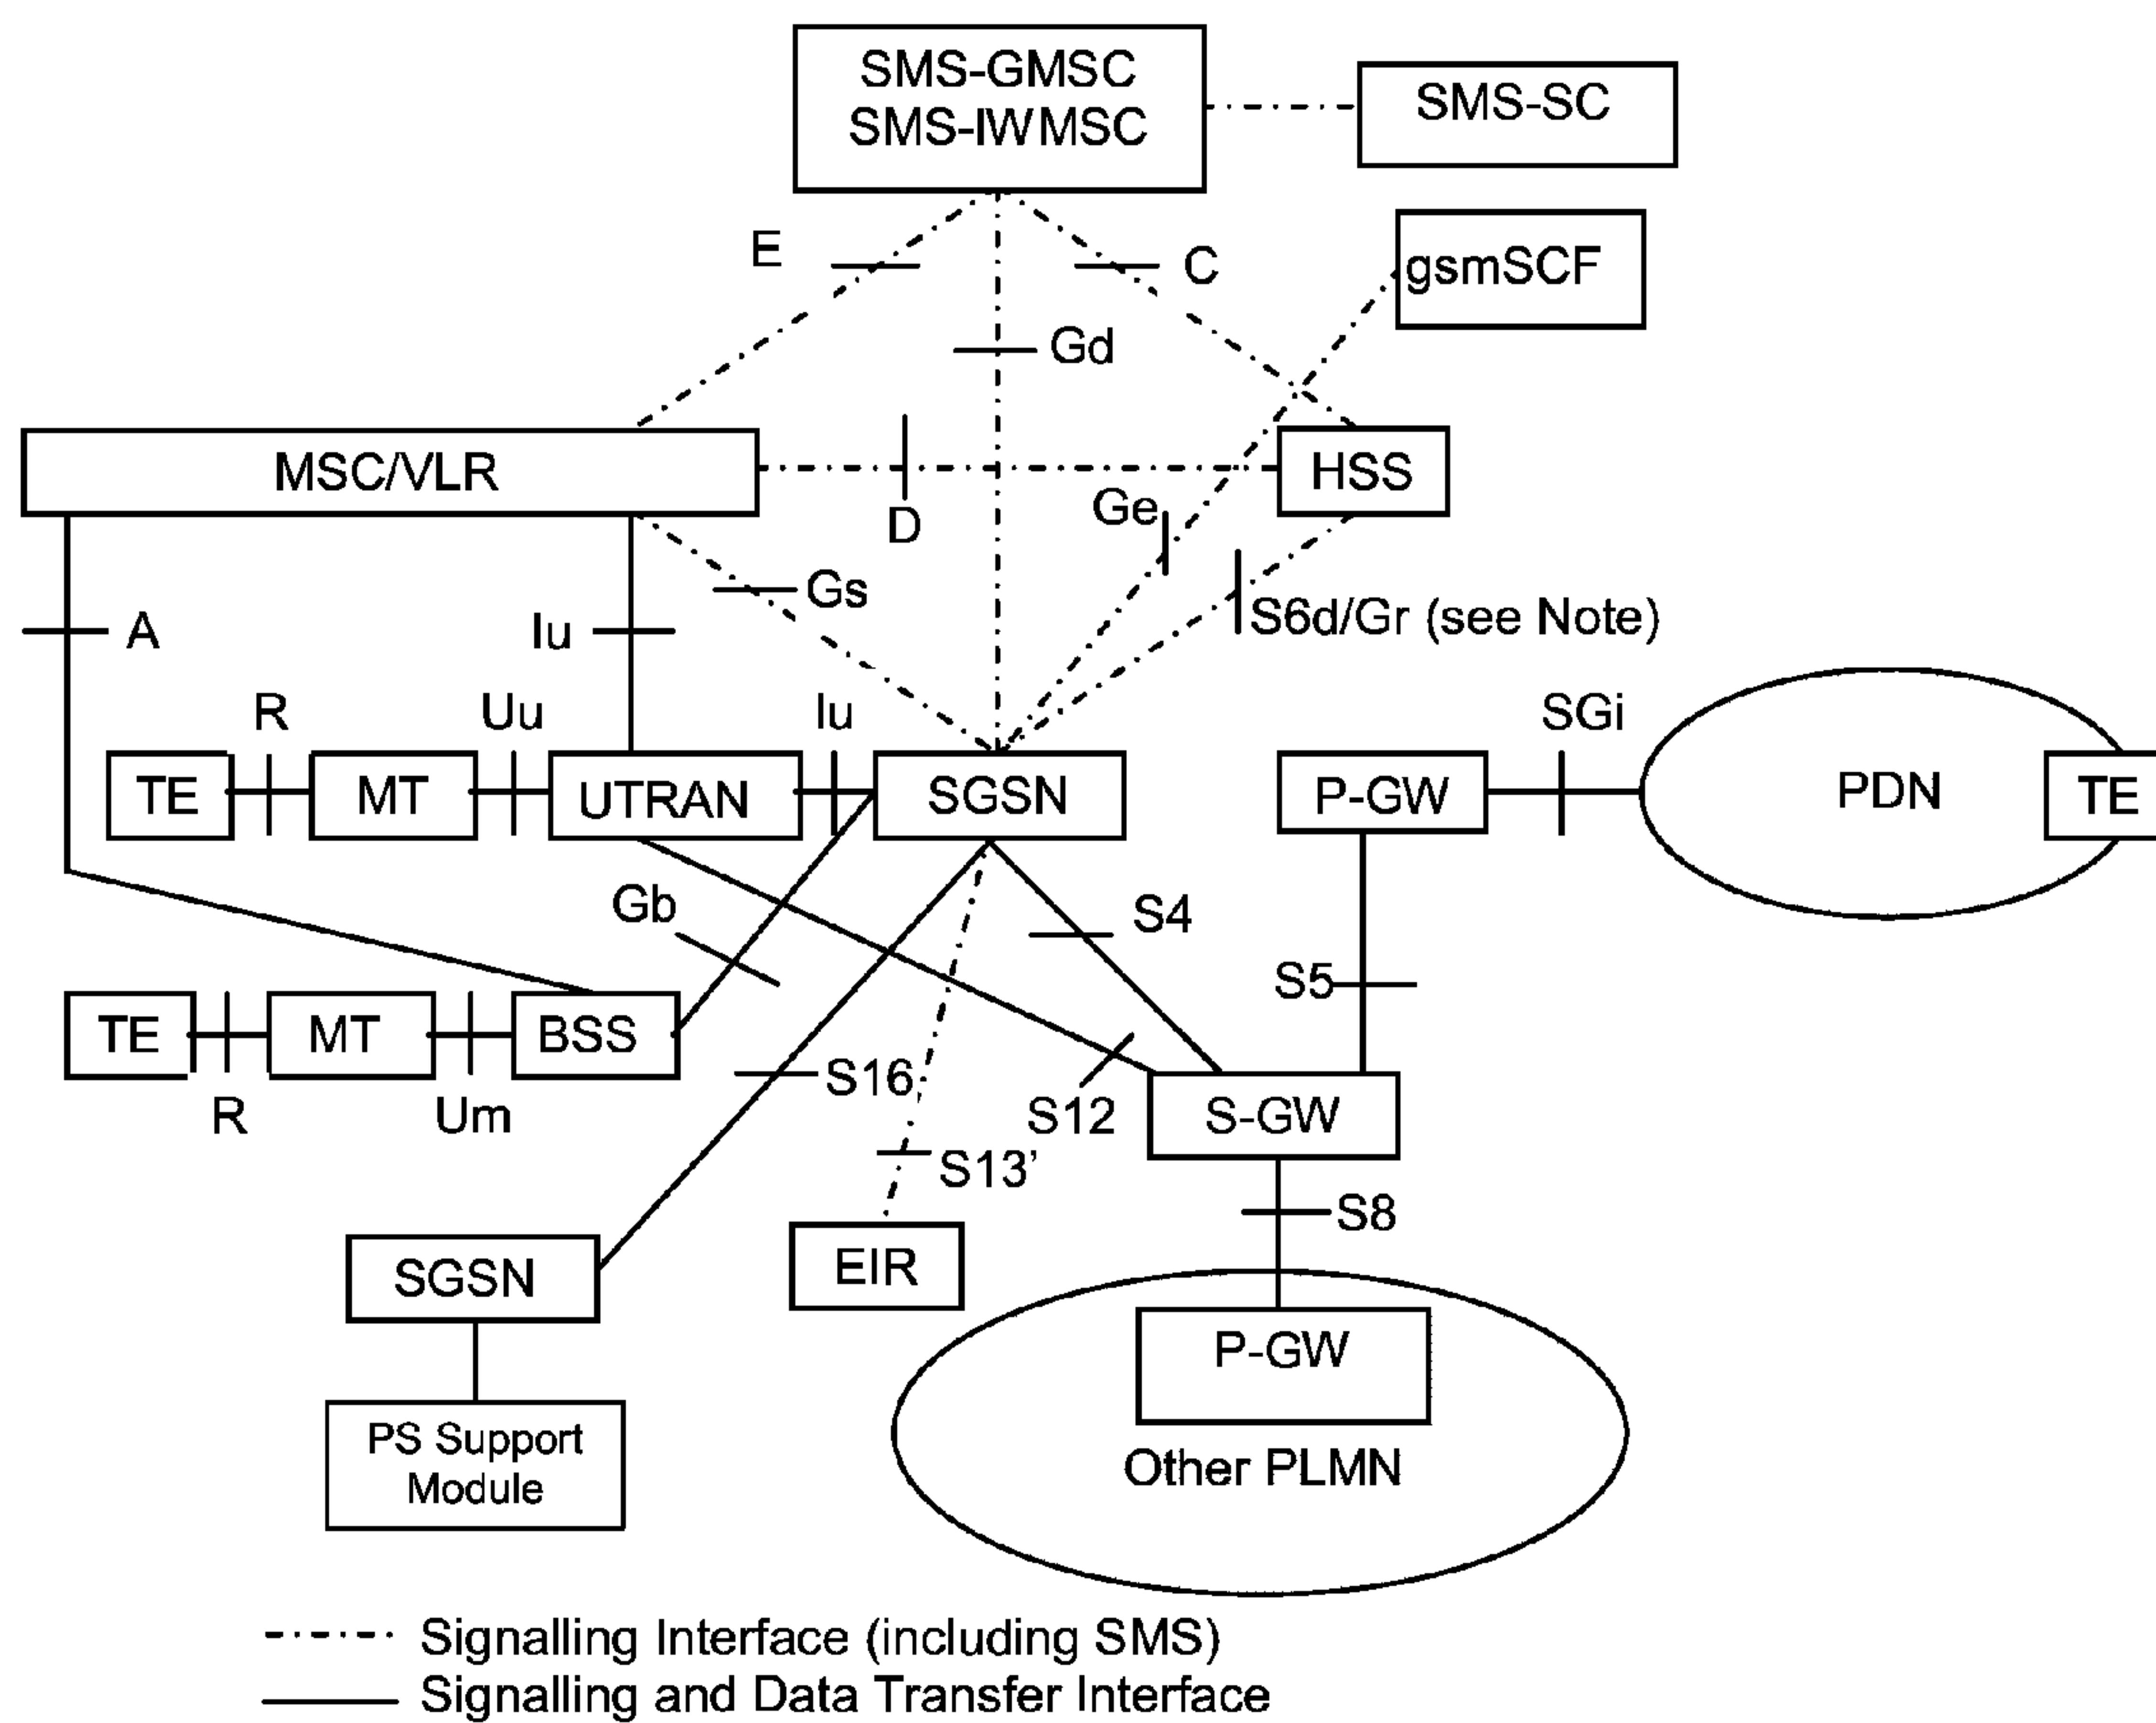 SMS-GMSC
SMS-IWMSC
SMS-SC
E
C
gsmSCF
Gd
MSC/VLR
HSS
D
Ge
Gs
S6d/Gr (see Note)
A
Iu
R
Uu
Iu
SGi
TE
MT
UTRAN
SGSN
P-GW
PDN
TE
Gb
S4
S5
TE
MT
BSS
S16
R
Um
S12
S-GW
S13’
S8
SGSN
EIR
P-GW
PS Support
Module
Other PLMN
Signalling Interface (including SMS)
Signalling and Data Transfer Interface